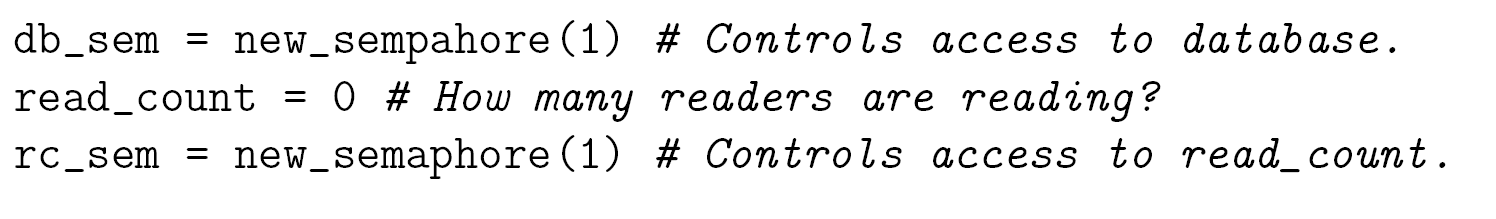 db_sem = new_sempahore(1) # Controls access to database.
read_count = 0 # How many readers are reading?
rc_sem = new_semaphore(1) # Controls access to read_count.